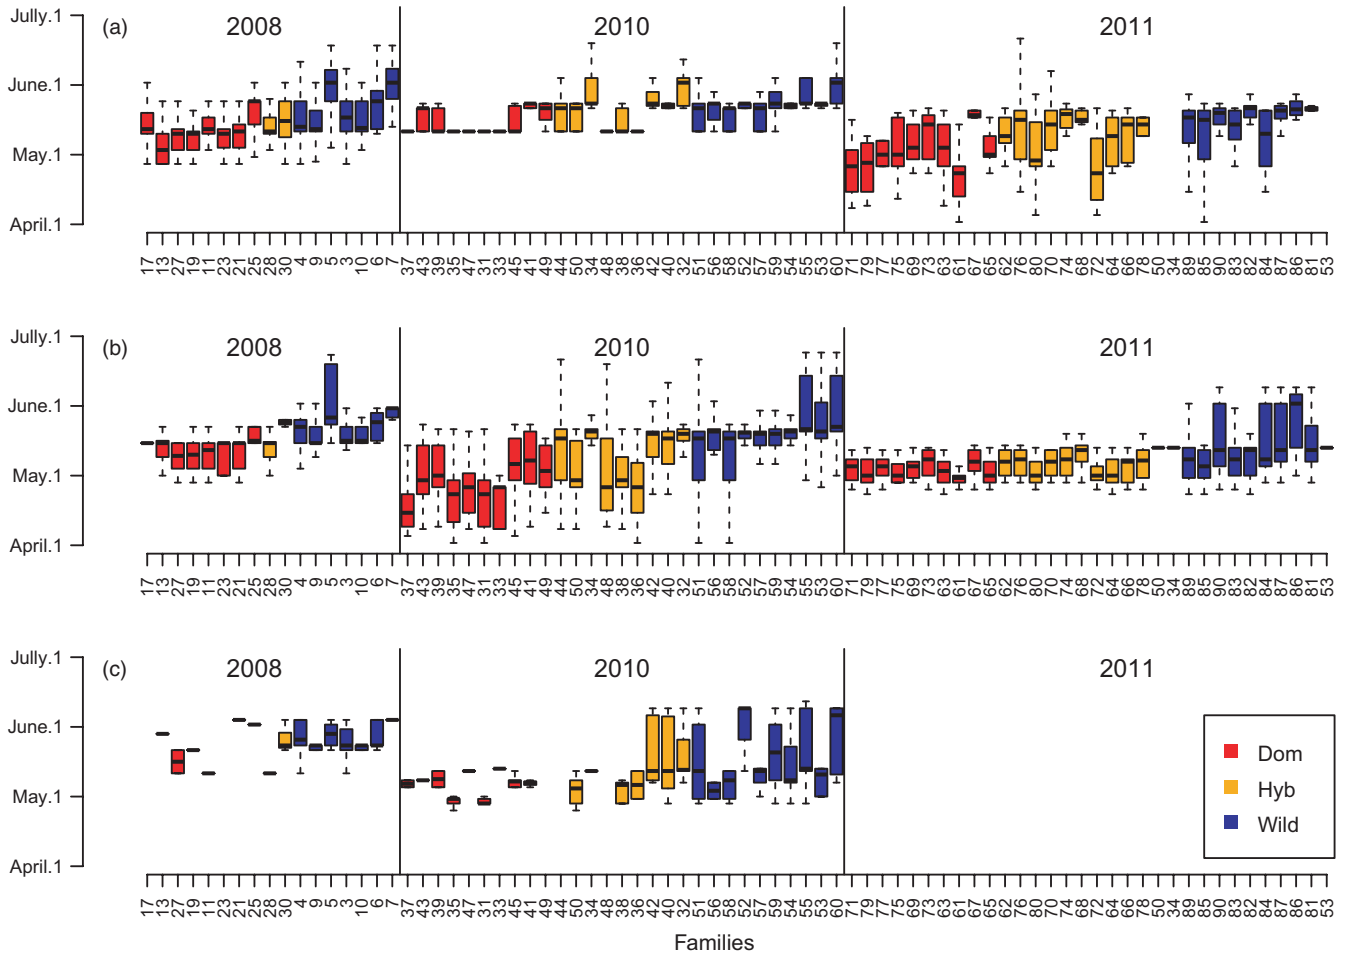 Jully.1
June.1
May.1
April.1
(a)
2008
2010
2011
17 13 27 19 11 23 21 25 28 30 4 9 5 3 10 6 7 37 43 39 35 47 31 33 45 41 49 44 50 34 48 38 36 42 40 32 51 56 58 52 57 59 54 55 53 60 71 79 77 75 69 73 63 61 67 65 62 76 80 70 74 68 72 64 66 78 50 34 89 85 90 83 82 84 87 86 81 53
Jully.1
June.1
May.1
April.1
(b)
2008
2010
2011
17 13 27 19 11 23 21 25 28 30 4 9 5 3 10 6 7 37 43 39 35 47 31 33 45 41 49 44 50 34 48 38 36 42 40 32 51 56 58 52 57 59 54 55 53 60 71 79 77 75 69 73 63 61 67 65 62 76 80 70 74 68 72 64 66 78 50 34 89 85 90 83 82 84 87 86 81 53
Jully.1
June.1
May.1
April.1
(c)
2008
2010
2011
Dom
Hyb
Wild
17 13 27 19 11 23 21 25 28 30 4 9 5 3 10 6 7 37 43 39 35 47 31 33 45 41 49 44 50 34 48 38 36 42 40 32 51 56 58 52 57 59 54 55 53 60 71 79 77 75 69 73 63 61 67 65 62 76 80 70 74 68 72 64 66 78 50 34 89 85 90 83 82 84 87 86 81 53
Families